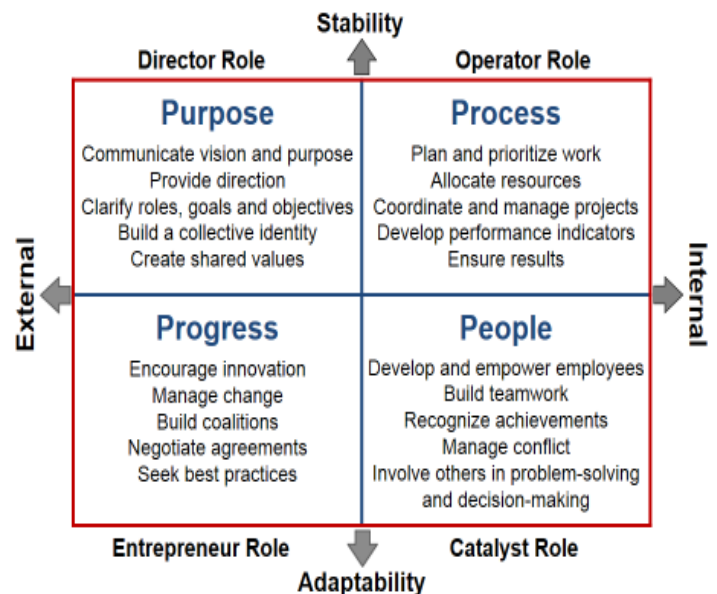 Stability
Director Role
Operator Role
Purpose
Communicate vision and purpose
Provide direction
Clarify roles, goals and objectives
Build a collective identity
Create shared values
Process
Plan and prioritize work
Allocate resources
Coordinate and manage projects
Develop performance indicators
Ensure results
External
Internal
Progress
Encourage innovation
Manage change
Build coalitions
Negotiate agreements
Seek best practices
People
Develop and empower employees
Build teamwork
Recognize achievements
Manage conflict
Involve others in problem-solving
and decision-making
Entrepreneur Role
Catalyst Role
Adaptability